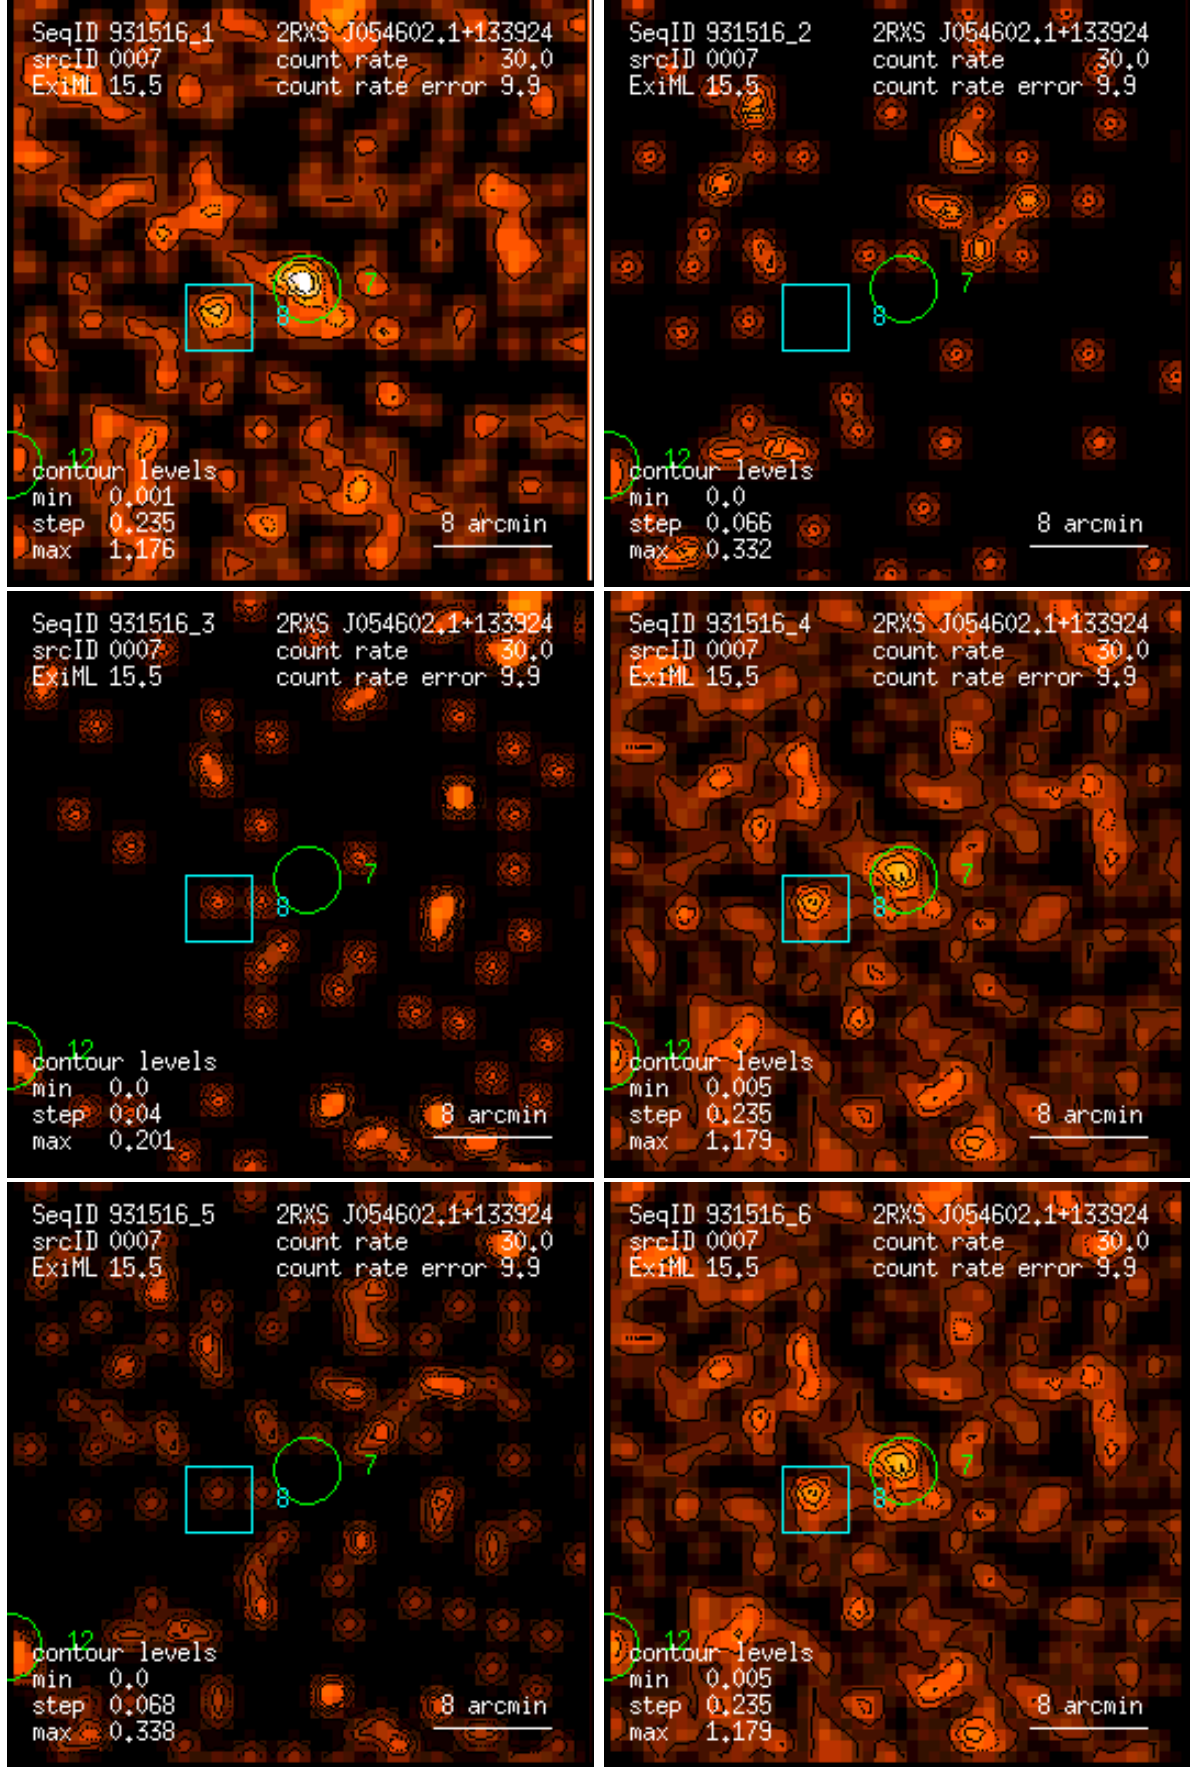 SeqID 931516_1 2RXS J054602.1+133924
srcID 0007 count rate 30.0
ExiML 15.5 count rate error 9.9
7
8
12
contour levels
min 0.001
step 0.235 8 arcmin
max 1.176
SeqID 931516_2 2RXS J054602.1+133924
srcID 0007 count rate 30.0
ExiML 15.5 count rate error 9.9
7
8
12
contour levels
min 0.0
step 0.066 8 arcmin
max 0.332
SeqID 931516_3 2RXS J054602.1+133924
srcID 0007 count rate 30.0
ExiML 15.5 count rate error 9.9
7
8
12
contour levels
min 0.0
step 0.04 8 arcmin
max 0.201
SeqID 931516_4 2RXS J054602.1+133924
srcID 0007 count rate 30.0
ExiML 15.5 count rate error 9.9
7
8
12
contour levels
min 0.005
step 0.235 8 arcmin
max 1.179
SeqID 931516_5 2RXS J054602.1+133924
srcID 0007 count rate 30.0
ExiML 15.5 count rate error 9.9
7
8
12
contour levels
min 0.0
step 0.068 8 arcmin
max 0.338
SeqID 931516_6 2RXS J054602.1+133924
srcID 0007 count rate 30.0
ExiML 15.5 count rate error 9.9
7
8
12
contour levels
min 0.005
step 0.235 8 arcmin
max 1.179